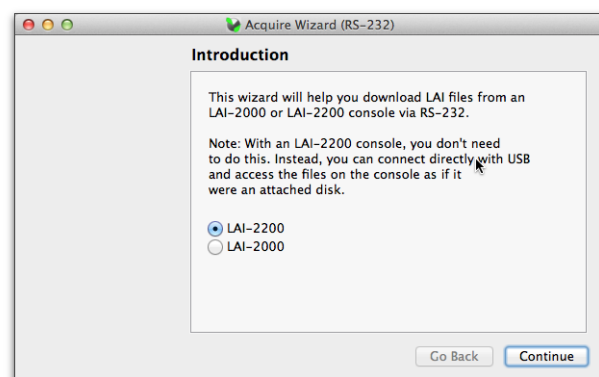 Acquire Wizard (RS-232)
Introduction
This wizard will help you download LAI files from an
LAI-2000 or LAI-2200 console via RS-232.
Note: With an LAI-2200 console, you don't need
to do this. Instead, you can connect directly with USB
and access the files on the console as if it
were an attached disk.
LAI-2200
LAI-2000
Go Back
Continue